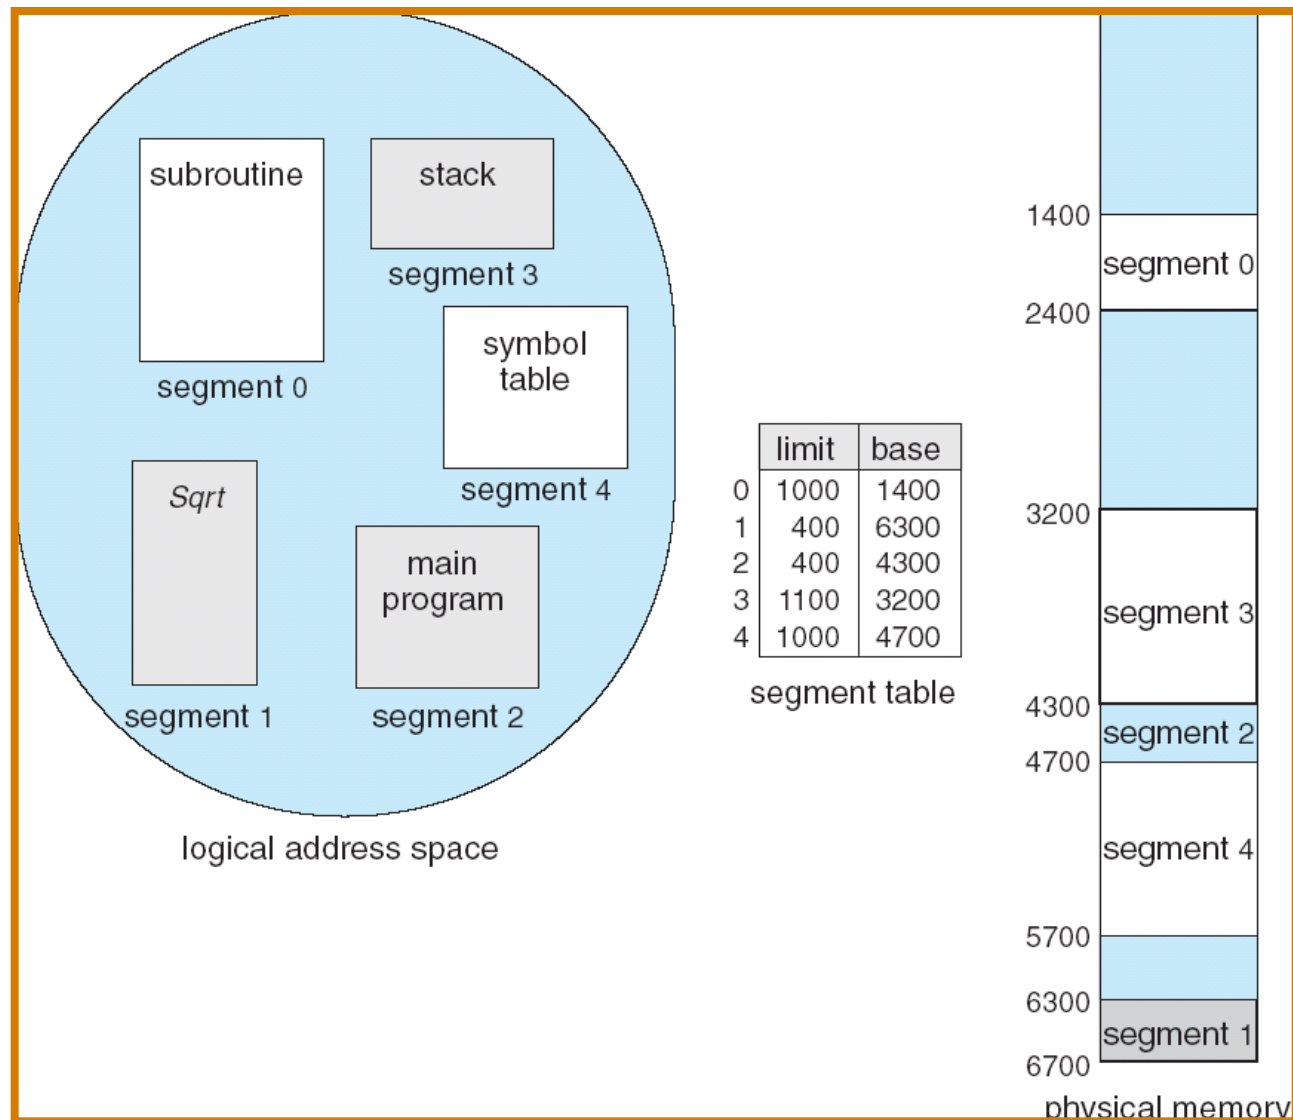 subroutine
segment 0
stack
segment 3
symbol
table
segment 4
Sqrt
segment 1
main
program
segment 2
logical address space
limit base
0 1000 1400
1 400 6300
2 400 4300
3 1100 3200
4 1000 4700
segment table
1400
segment 0
2400
3200
segment 3
4300
segment 2
4700
segment 4
5700
6300
segment 1
6700
physical memory